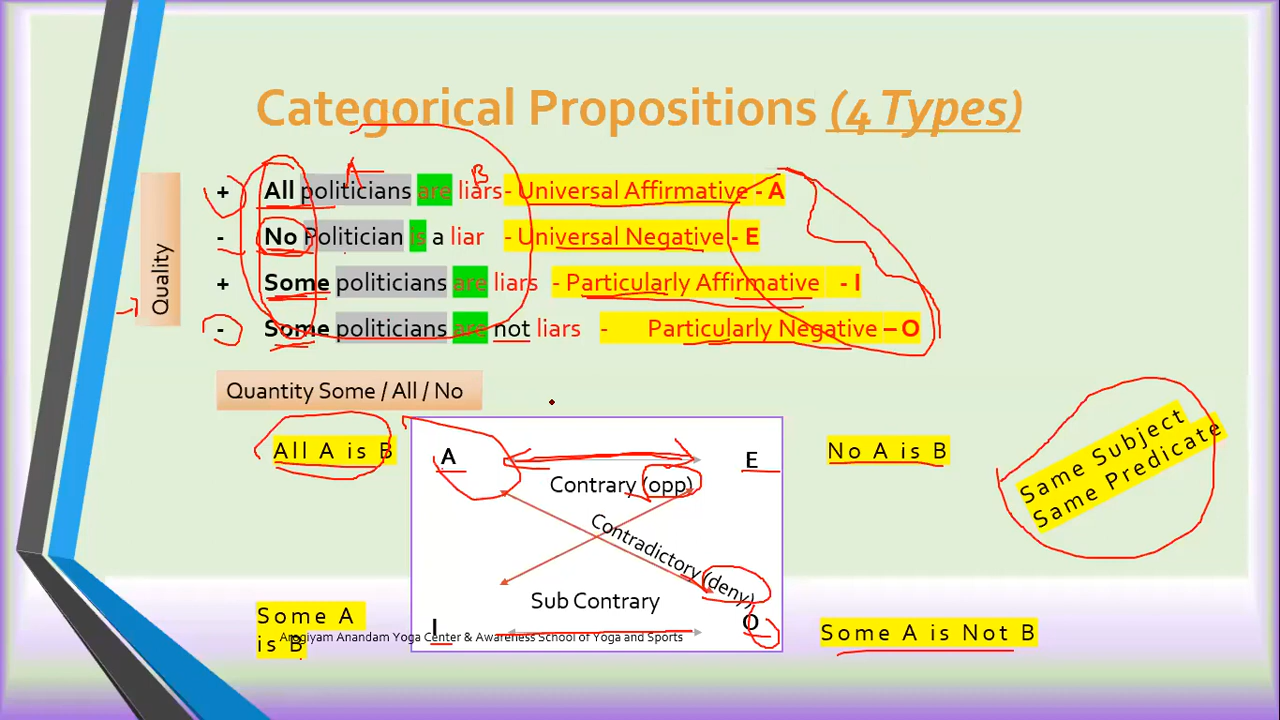 Categorical Propositions (4 Types)
A B
+ All politicians are liars - Universal Affirmative - A
- No Politician is a liar - Universal Negative - E
+ Some politicians are liars - Particularly Affirmative - I
- Some politicians are not liars - Particularly Negative – O
Quality
Quantity Some / All / No
All A is B
A
E
No A is B
Contrary (opp)
Same Subject
Same Predicate
Contradictory (deny)
Sub Contrary
Some A
is B
I
O
Some A is Not B
Arogiyam Anandam Yoga Center & Awareness School of Yoga and Sports